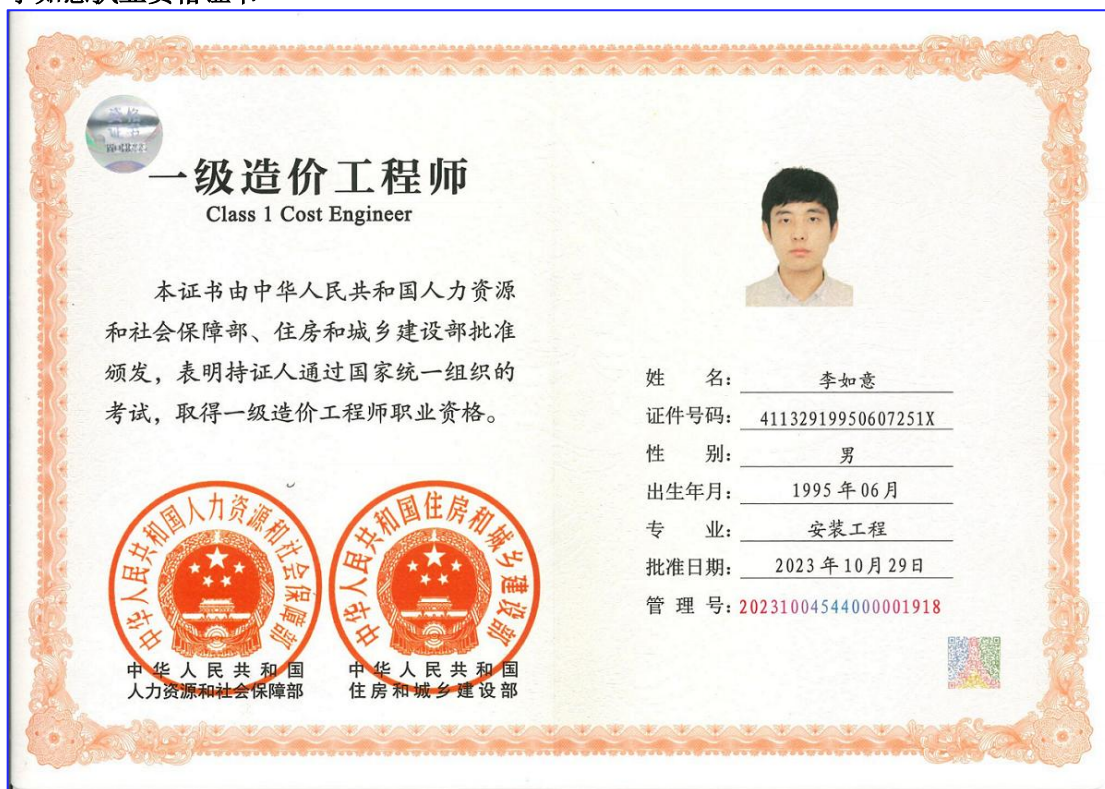 李如意执业资格证书
一级造价工程师
Class 1 Cost Engineer
本证书由中华人民共和国人力资源
和社会保障部、住房和城乡建设部批准
颁发，表明持证人通过国家统一组织的
考试，取得一级造价工程师职业资格。
中华人民共和国人力资源和社会保障部
中华人民共和国
人力资源和社会保障部
中华人民共和国住房和城乡建设部
中华人民共和国
住房和城乡建设部
姓 名： 李如意
证件号码： 41132919950607251X
性 别： 男
出生年月： 1995年06月
专 业： 安装工程
批准日期： 2023年10月29日
管 理 号： 20231004544000001918